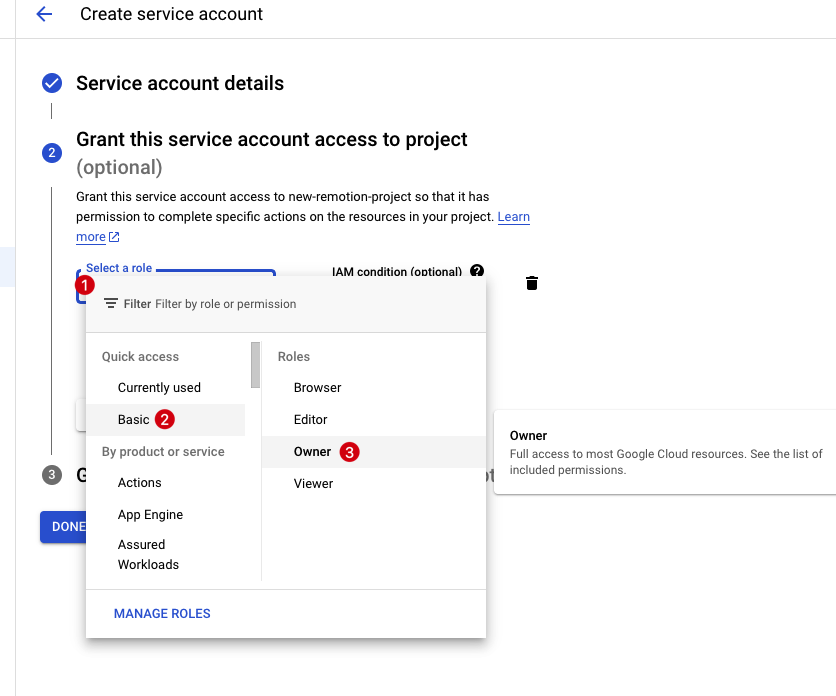 Create service account
Service account details
2
Grant this service account access to project
(optional)
Grant this service account access to new-remotion-project so that it has
permission to complete specific actions on the resources in your project. Learn
more
Select a role
IAM condition (optional) ?
1
Filter Filter by role or permission
Quick access
Currently used
Basic 2
By product or service
Actions
App Engine
Assured
Workloads
Roles
Browser
Editor
Owner 3
Viewer
Owner
Full access to most Google Cloud resources. See the list of
included permissions.
3
G
DONE
MANAGE ROLES